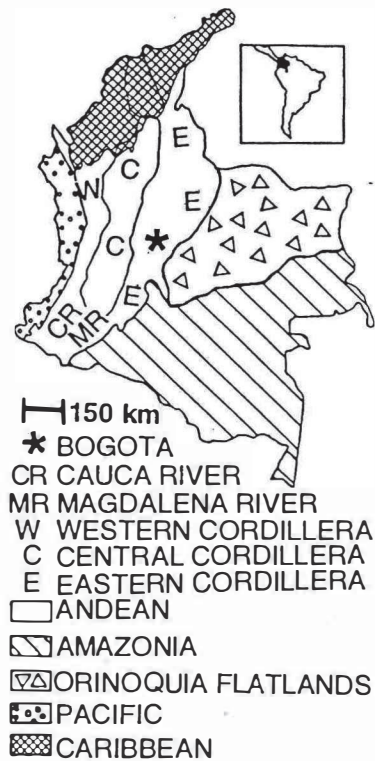 E
C
W
E
C
E
CR
MR
150 km
* BOGOTA
CR CAUCA RIVER
MR MAGDALENA RIVER
W WESTERN CORDILLERA
C CENTRAL CORDILLERA
E EASTERN CORDILLERA
ANDEAN
AMAZONIA
ORINOQUIA FLATLANDS
PACIFIC
CARIBBEAN